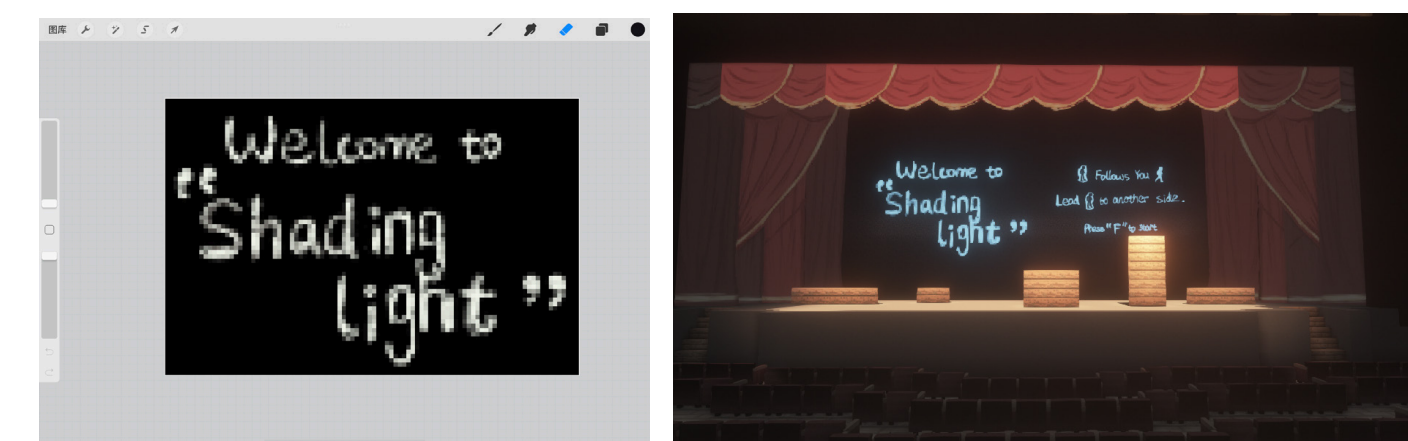 图库
Welcome to
"Shading
light"
Welcome to
"Shading
light"
Follows You
Lead to another side.
Press "F" to start